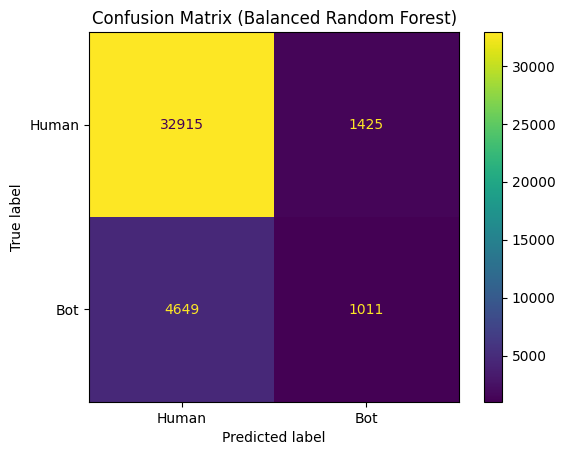 Confusion Matrix (Balanced Random Forest)
True label
Human
32915
1425
Bot
4649
1011
Human
Bot
Predicted label
30000
25000
20000
15000
10000
5000